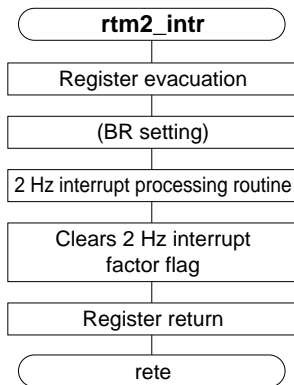 rtm2_intr
Register evacuation
(BR setting)
2 Hz interrupt processing routine
Clears 2 Hz interrupt
factor flag
Register return
rete